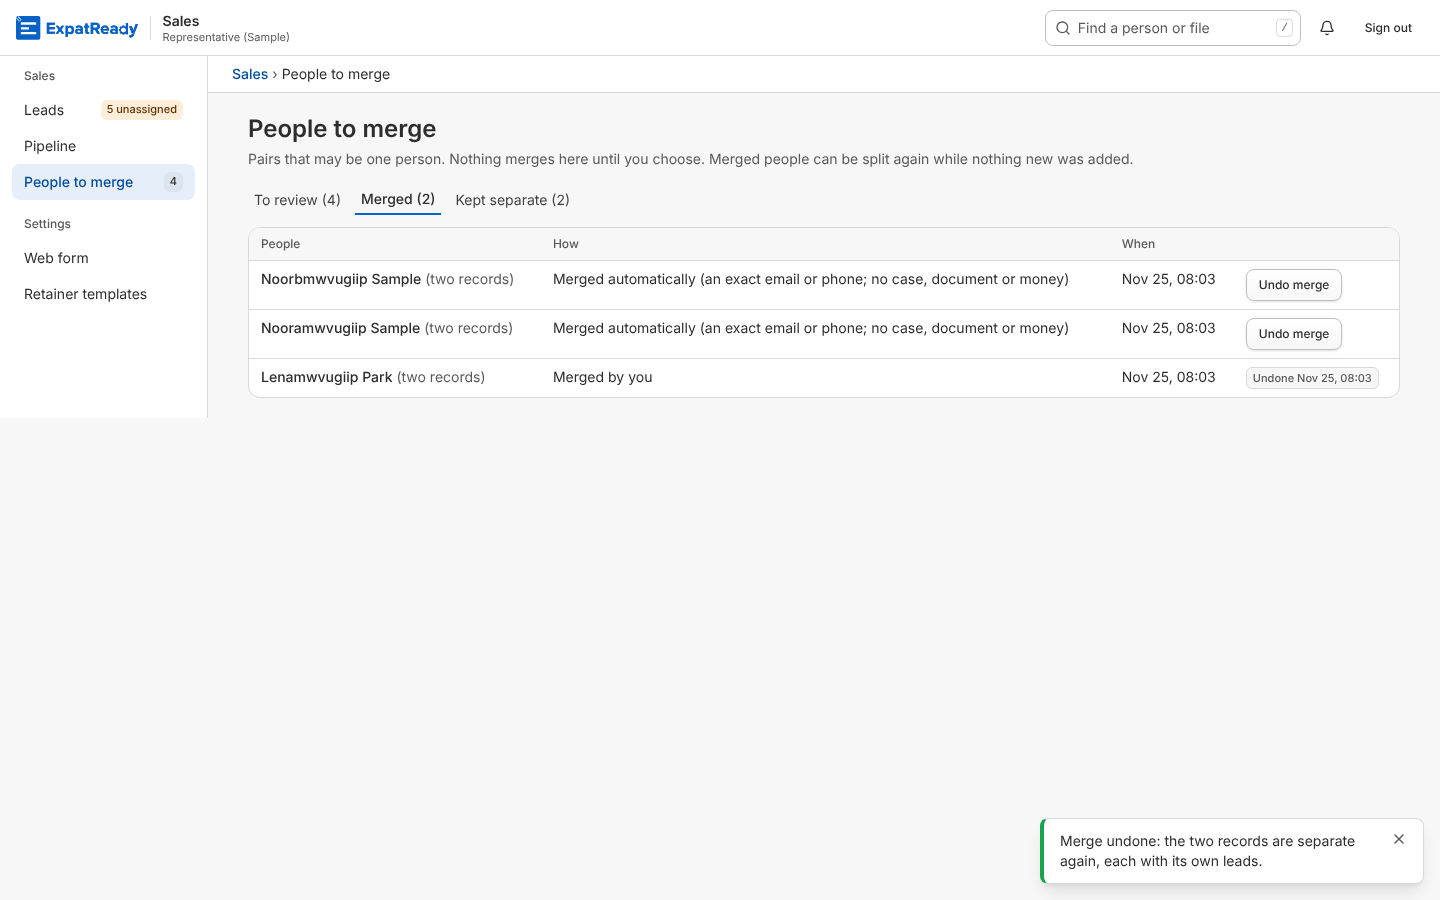 ExpatReady
Sales
Representative (Sample)
Find a person or file
/
Sign out
Sales
Leads
5 unassigned
Pipeline
People to merge
4
Settings
Web form
Retainer templates
Sales › People to merge
People to merge
Pairs that may be one person. Nothing merges here until you choose. Merged people can be split again while nothing new was added.
To review (4)
Merged (2)
Kept separate (2)
People How When
Noorbmwvugiip Sample (two records) Merged automatically (an exact email or phone; no case, document or money) Nov 25, 08:03 Undo merge
Nooramwvugiip Sample (two records) Merged automatically (an exact email or phone; no case, document or money) Nov 25, 08:03 Undo merge
Lenamwvugiip Park (two records) Merged by you Nov 25, 08:03 Undone Nov 25, 08:03
Merge undone: the two records are separate
again, each with its own leads.